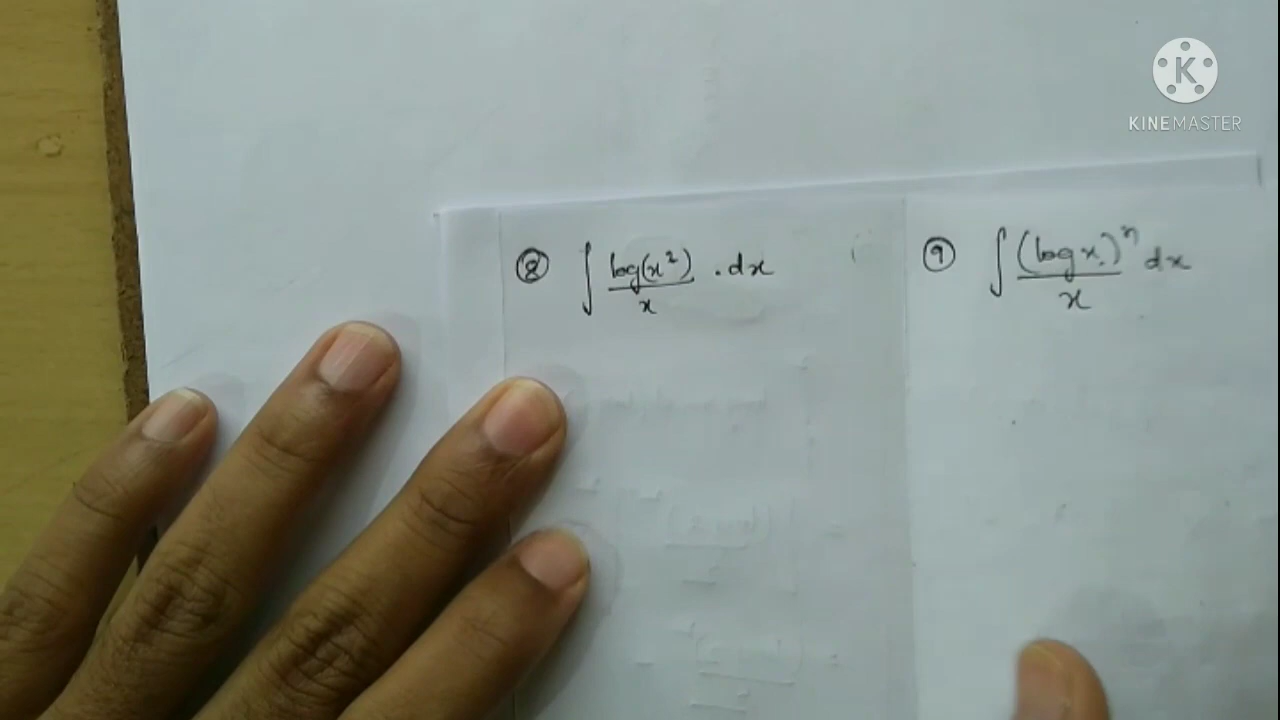 K
KINEMASTER
⑧ ∫ log(x²)/x . dx
⑨ ∫ (log x)ⁿ/x dx